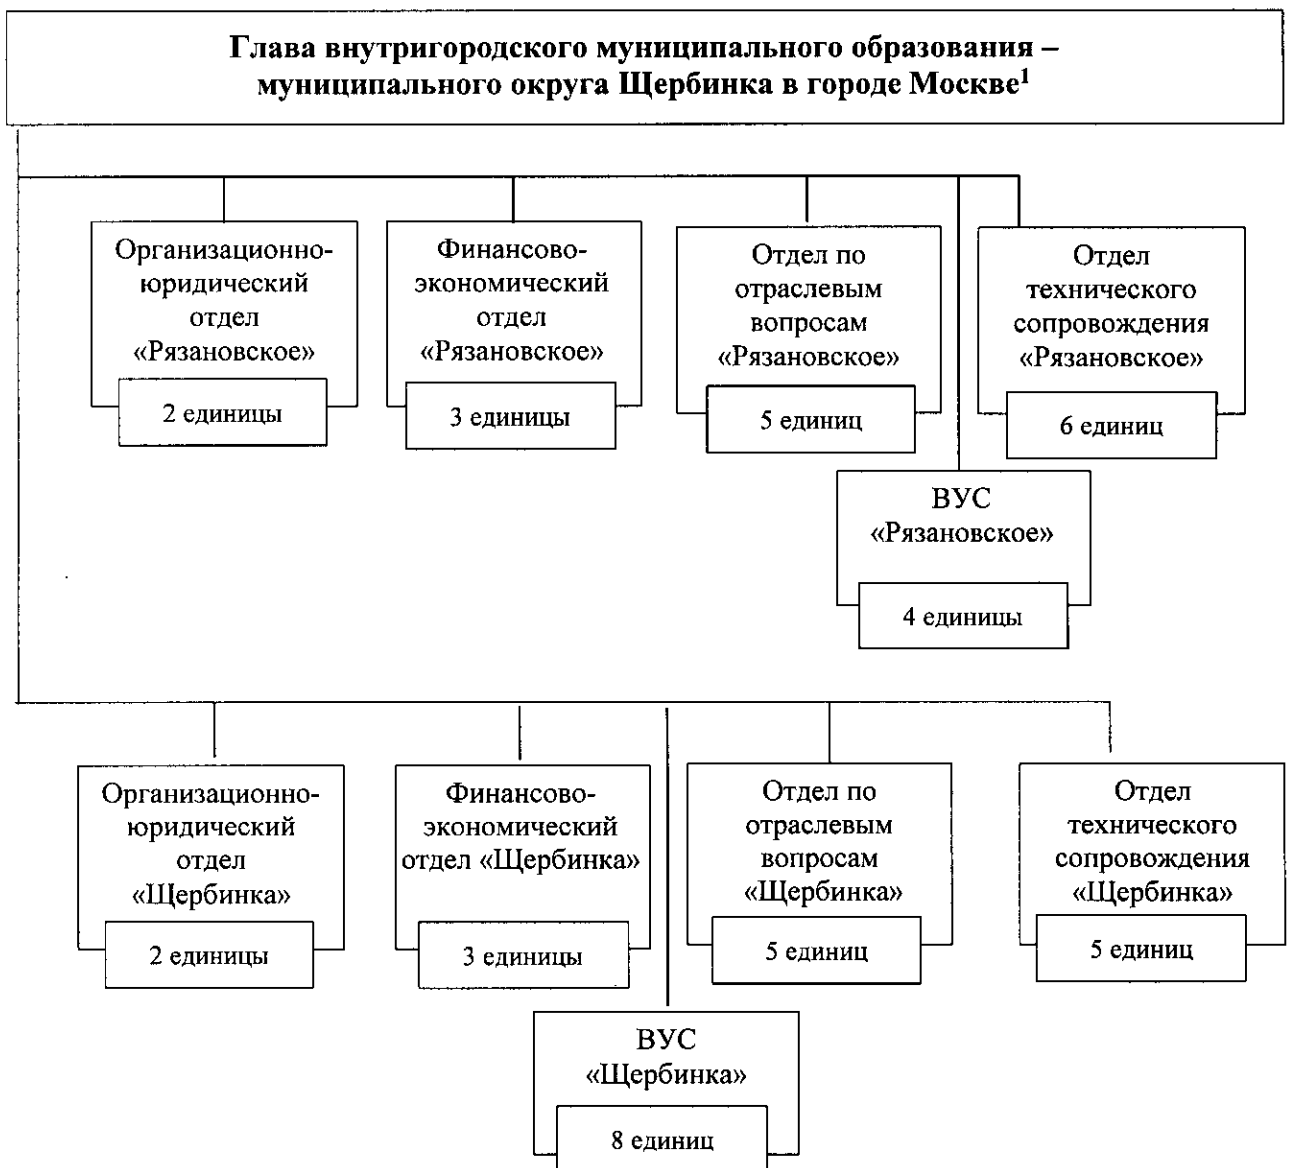 Глава внутригородского муниципального образования –
муниципального округа Щербинка в городе Москве¹
Организационно-
юридический
отдел
«Рязановское»
2 единицы
Финансово-
экономический
отдел
«Рязановское»
3 единицы
Отдел по
отраслевым
вопросам
«Рязановское»
5 единиц
Отдел
технического
сопровождения
«Рязановское»
6 единиц
ВУС
«Рязановское»
4 единицы
Организационно-
юридический
отдел
«Щербинка»
2 единицы
Финансово-
экономический
отдел «Щербинка»
3 единицы
Отдел по
отраслевым
вопросам
«Щербинка»
5 единиц
Отдел
технического
сопровождения
«Щербинка»
5 единиц
ВУС
«Щербинка»
8 единиц